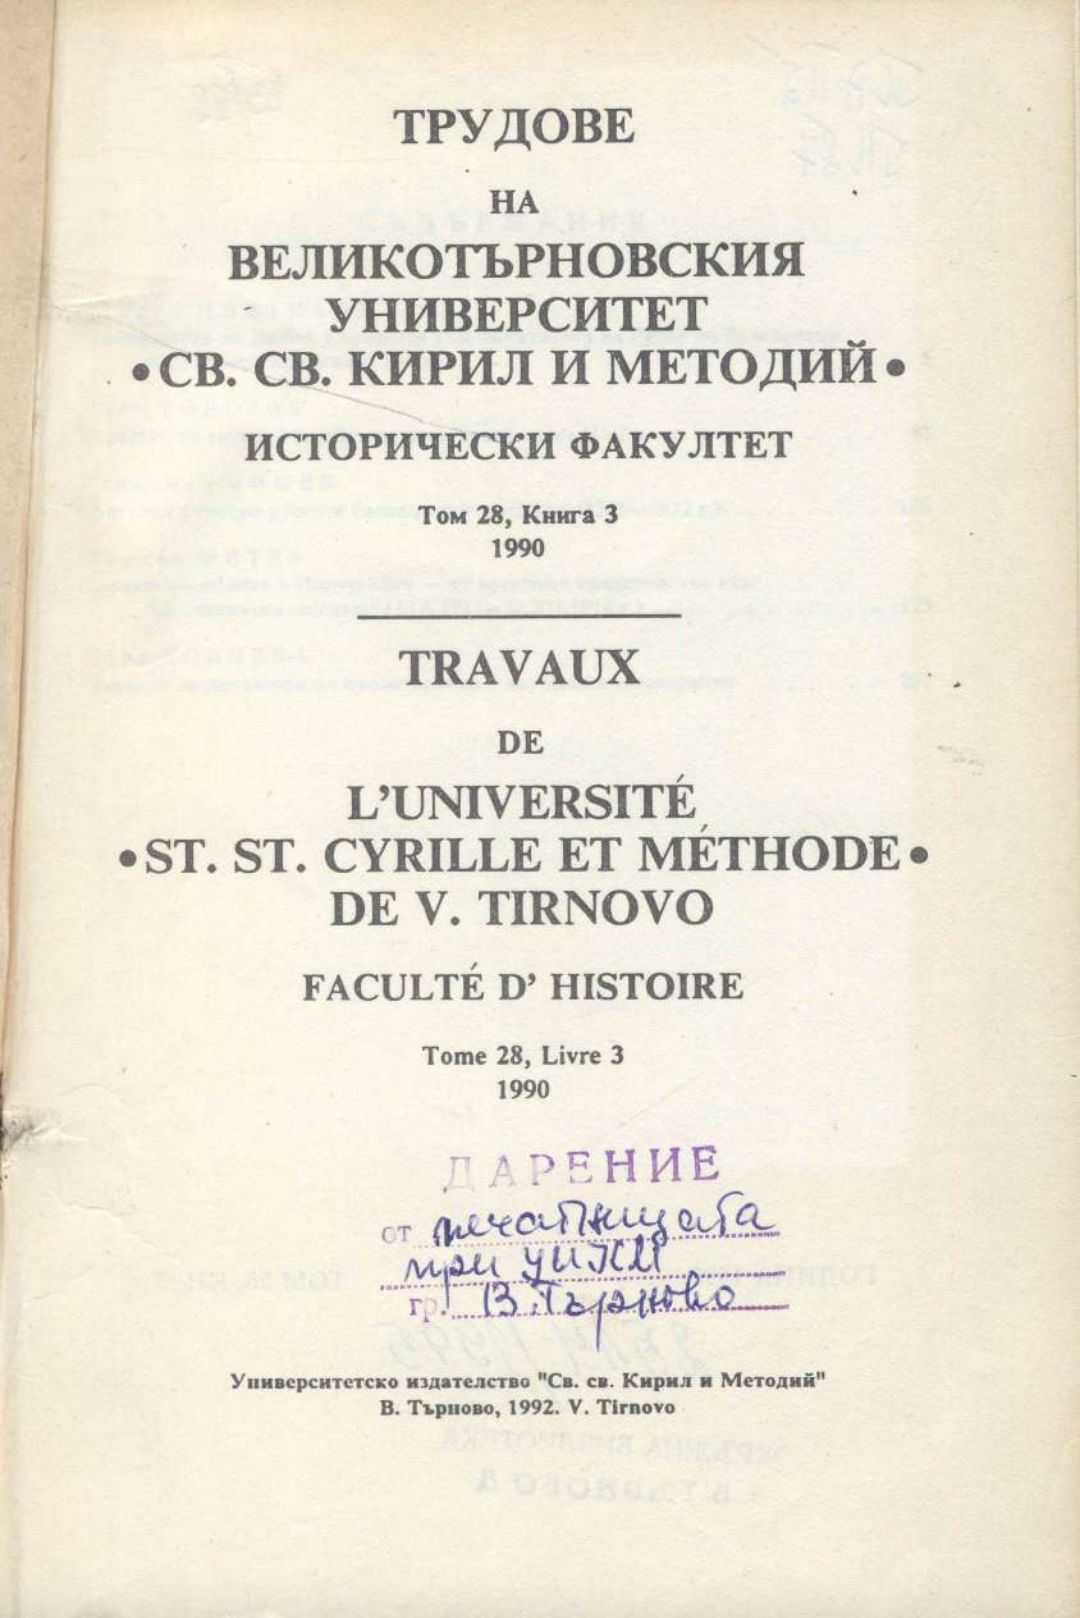 ТРУДОВЕ
НА
ВЕЛИКОТЪРНОВСКИЯ
УНИВЕРСИТЕТ
•СВ. СВ. КИРИЛ И МЕТОДИЙ•
ИСТОРИЧЕСКИ ФАКУЛТЕТ
Том 28, Книга 3
1990
TRAVAUX
DE
L'UNIVERSITÉ
•ST. ST. CYRILLE ET MÉTHODE•
DE V. TIRNOVO
FACULTÉ D' HISTOIRE
Tome 28, Livre 3
1990
ДАРЕНИЕ
от печатницата
при УИКМ
гр. В. Търново
Университетско издателство "Св. св. Кирил и Методий"
В. Търново, 1992. V. Tirnovo